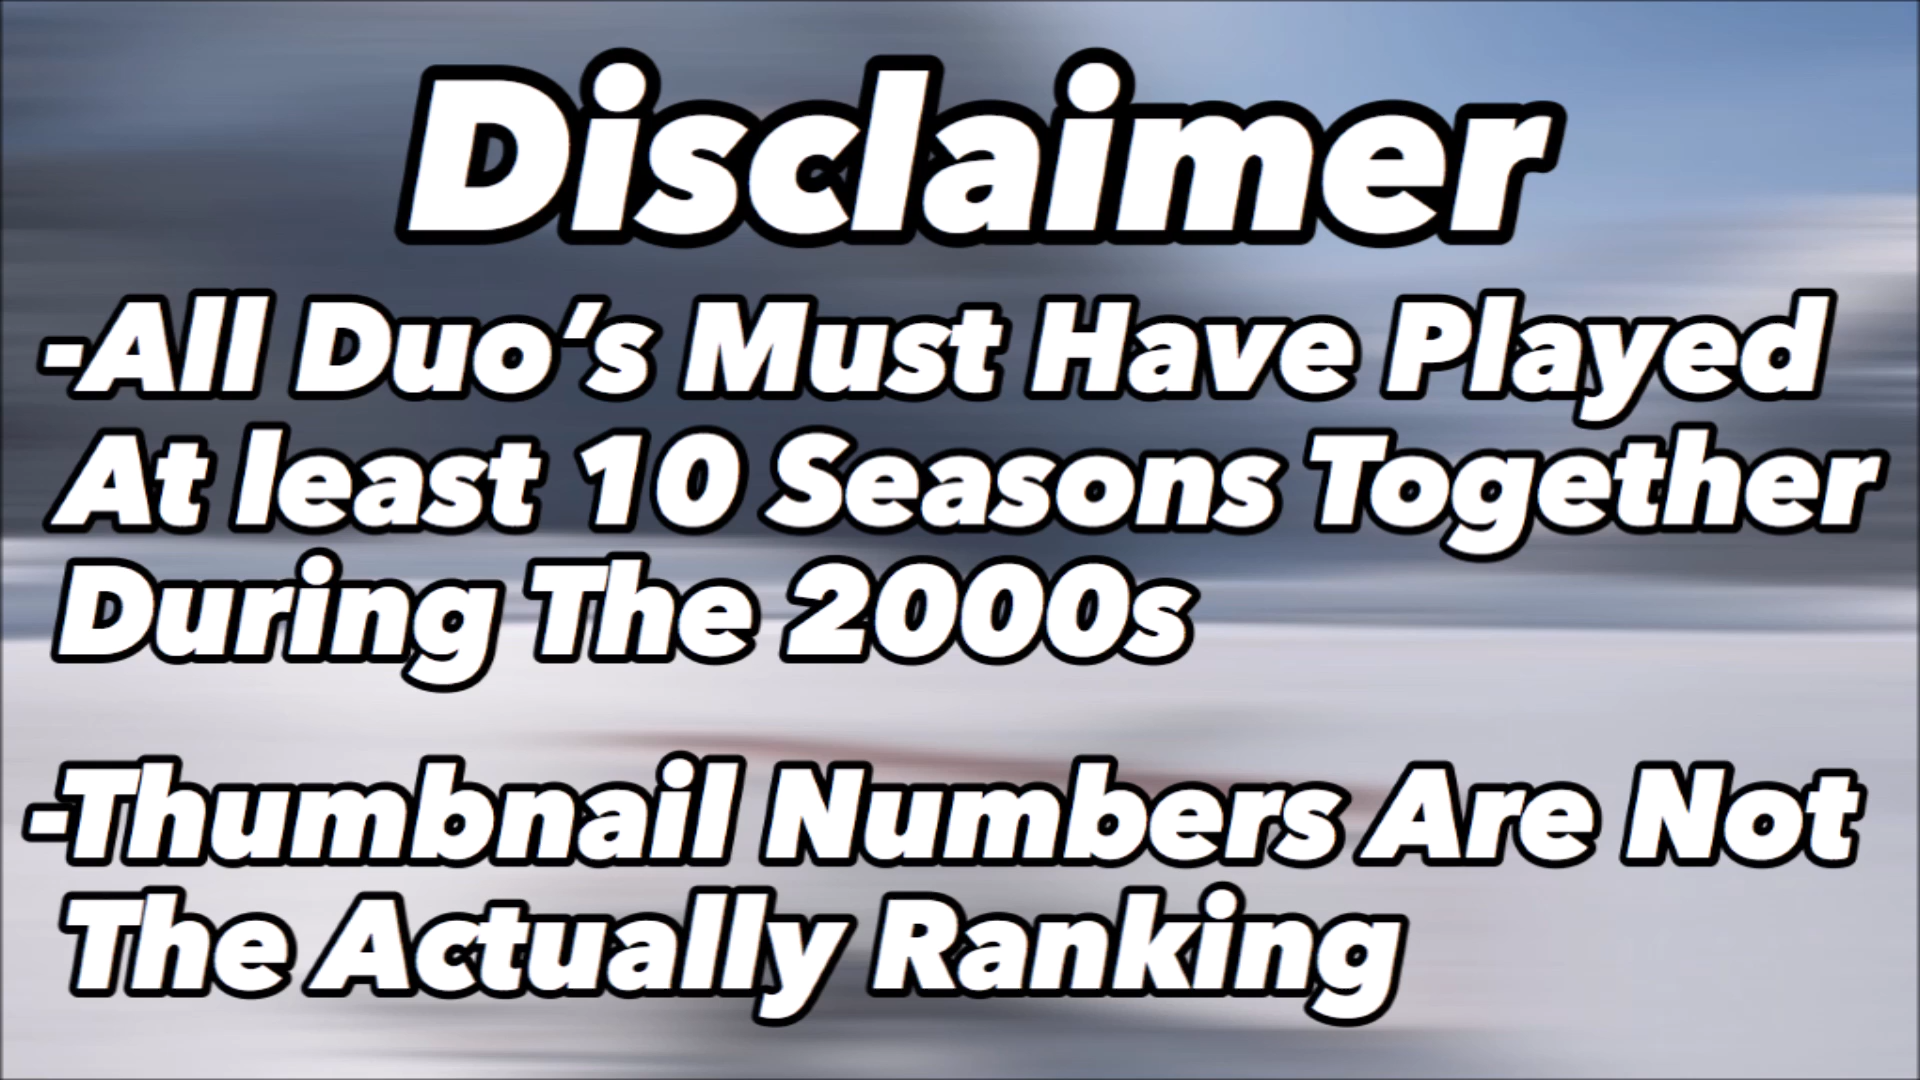 Disclaimer
-All Duo’s Must Have Played
At least 10 Seasons Together
During The 2000s
-Thumbnail Numbers Are Not
The Actually Ranking